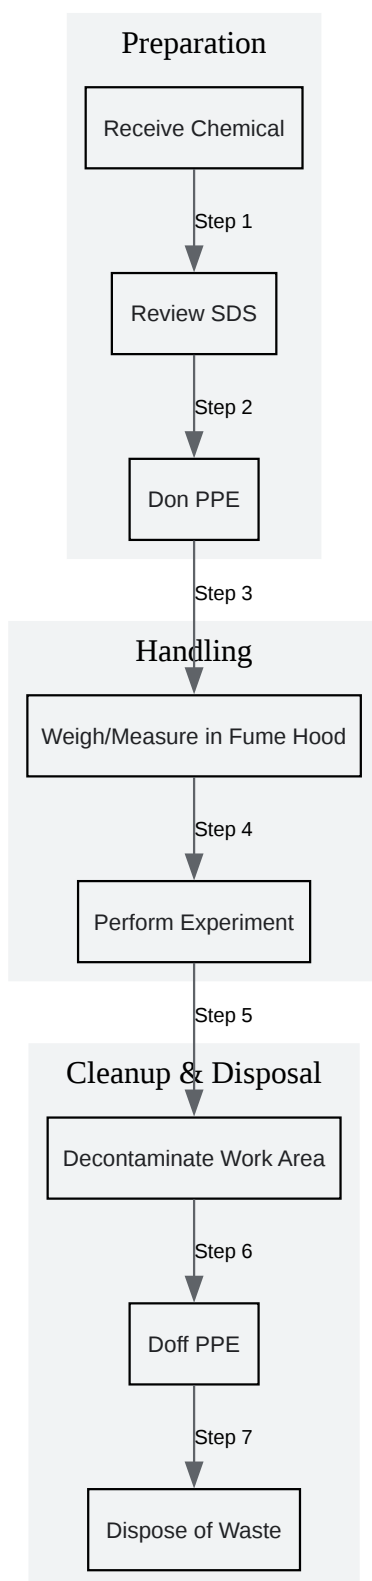 Preparation
Receive Chemical
Step 1
Review SDS
Step 2
Don PPE
Step 3
Handling
Weigh/Measure in Fume Hood
Step 4
Perform Experiment
Step 5
Cleanup & Disposal
Decontaminate Work Area
Step 6
Doff PPE
Step 7
Dispose of Waste